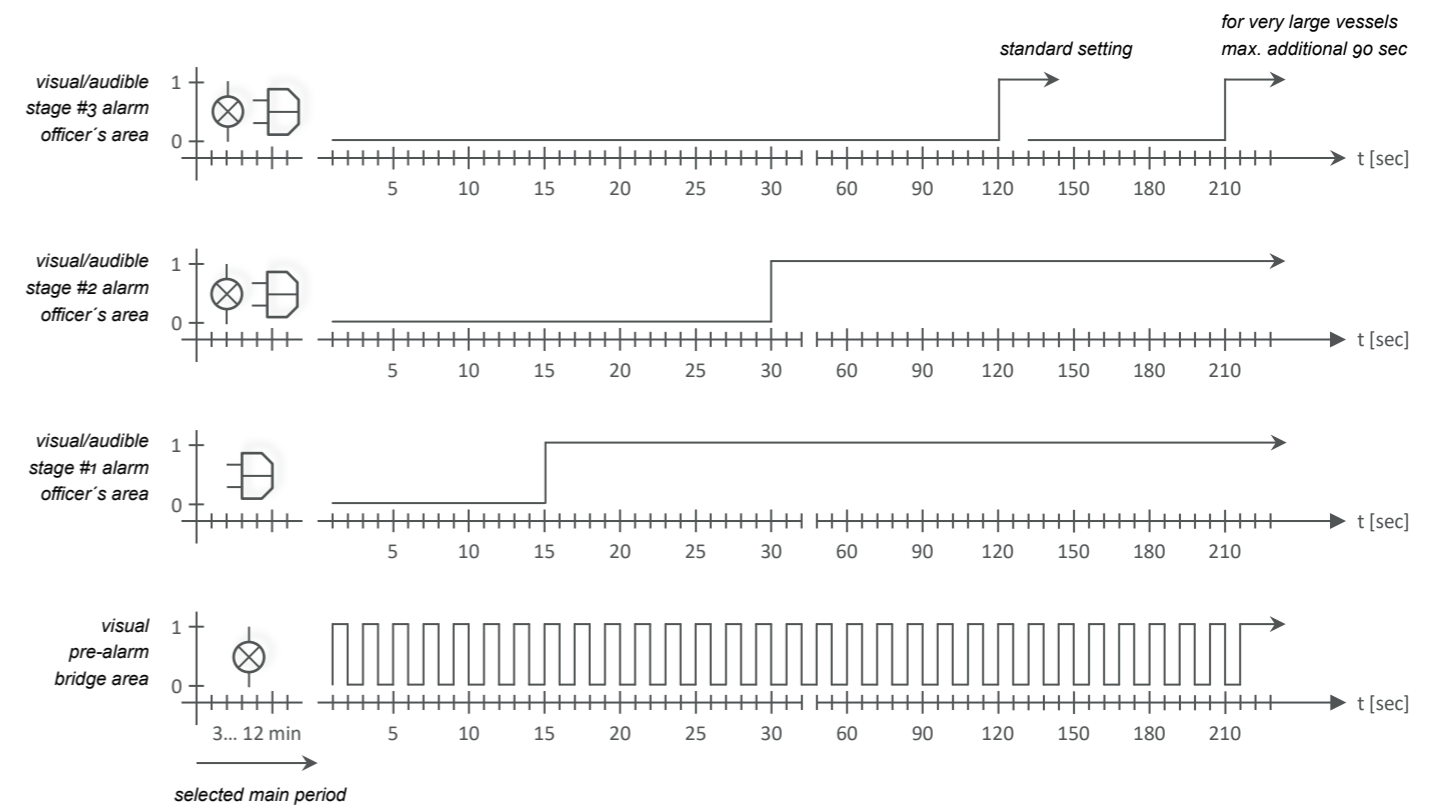 for very large vessels
standard setting
max. additional 90 sec
visual/audible
stage #3 alarm
officer´s area
1
0
t [sec]
5 10 15 20 25 30 60 90 120 150 180 210
visual/audible
stage #2 alarm
officer´s area
1
0
t [sec]
5 10 15 20 25 30 60 90 120 150 180 210
visual/audible
stage #1 alarm
officer´s area
1
0
t [sec]
5 10 15 20 25 30 60 90 120 150 180 210
visual
pre-alarm
bridge area
1
0
t [sec]
3... 12 min 5 10 15 20 25 30 60 90 120 150 180 210
selected main period